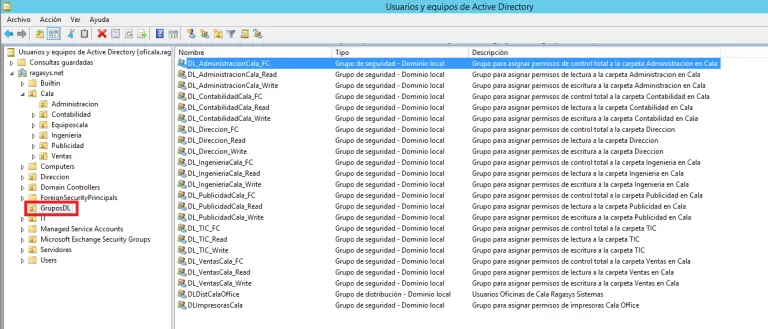 Usuarios y equipos de Active Directory
Archivo Acción Ver Ayuda
Usuarios y equipos de Active Directory [oficala.rag
Consultas guardadas
ragasys.net
Builtin
Cala
Administracion
Contabilidad
Equiposcala
Ingenieria
Publicidad
Ventas
Computers
Direccion
Domain Controllers
ForeignSecurityPrincipals
GruposDL
IT
Managed Service Accounts
Microsoft Exchange Security Groups
Servidores
Users
Nombre Tipo Descripción
DL_AdministracionCala_FC Grupo de seguridad - Dominio local Grupo para asignar permisos de control total a la carpeta Administracion en Cala
DL_AdministracionCala_Read Grupo de seguridad - Dominio local Grupo para asignar permisos de lectura a la carpeta Administracion en Cala
DL_AdministracionCala_Write Grupo de seguridad - Dominio local Grupo para asignar permisos de escritura a la carpeta Administracion en Cala
DL_ContabilidadCala_FC Grupo de seguridad - Dominio local Grupo para asignar permisos de control total a la carpeta Contabilidad en Cala
DL_ContabilidadCala_Read Grupo de seguridad - Dominio local Grupo para asignar permisos de lectura a la carpeta Contabilidad en Cala
DL_ContabilidadCala_Write Grupo de seguridad - Dominio local Grupo para asignar permisos de escritura a la carpeta Contabilidad en Cala
DL_Direccion_FC Grupo de seguridad - Dominio local Grupo para asignar permisos de control total a la carpeta Direccion
DL_Direccion_Read Grupo de seguridad - Dominio local Grupo para asignar permisos de lectura a la carpeta Direccion
DL_Direccion_Write Grupo de seguridad - Dominio local Grupo para asignar permisos de escritura a la carpeta Direccion
DL_IngenieriaCala_FC Grupo de seguridad - Dominio local Grupo para asignar permisos de control total a la carpeta Ingenieria en Cala
DL_IngenieriaCala_Read Grupo de seguridad - Dominio local Grupo para asignar permisos de lectura a la carpeta Ingenieria en Cala
DL_IngenieriaCala_Write Grupo de seguridad - Dominio local Grupo para asignar permisos de escritura a la carpeta Ingenieria en Cala
DL_PublicidadCala_FC Grupo de seguridad - Dominio local Grupo para asignar permisos de control total a la carpeta Publicidad en Cala
DL_PublicidadCala_Read Grupo de seguridad - Dominio local Grupo para asignar permisos de lectura a la carpeta Publicidad en Cala
DL_PublicidadCala_Write Grupo de seguridad - Dominio local Grupo para asignar permisos de escritura a la carpeta Publicidad en Cala
DL_TIC_FC Grupo de seguridad - Dominio local Grupo para asignar permisos de control total a la carpeta TIC
DL_TIC_Read Grupo de seguridad - Dominio local Grupo para asignar permisos de lectura a la carpeta TIC
DL_TIC_Write Grupo de seguridad - Dominio local Grupo para asignar permisos de escritura a la carpeta TIC
DL_VentasCala_FC Grupo de seguridad - Dominio local Grupo para asignar permisos de control total a la carpeta Ventas en Cala
DL_VentasCala_Read Grupo de seguridad - Dominio local Grupo para asignar permisos de lectura a la carpeta Ventas en Cala
DL_VentasCala_Write Grupo de seguridad - Dominio local Grupo para asignar permisos de escritura a la carpeta Ventas en Cala
DLDistCalaOffice Grupo de distribución - Dominio local Usuarios Oficinas de Cala Ragasys Sistemas
DLImpresorasCala Grupo de seguridad - Dominio local Grupo para asignar permisos de impresoras Cala Office